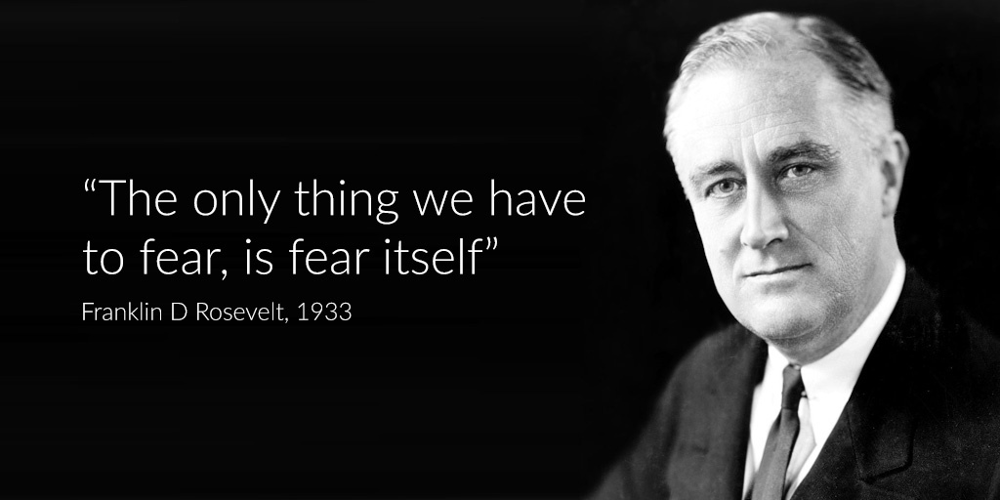 “The only thing we have
to fear, is fear itself”
Franklin D Rosevelt, 1933